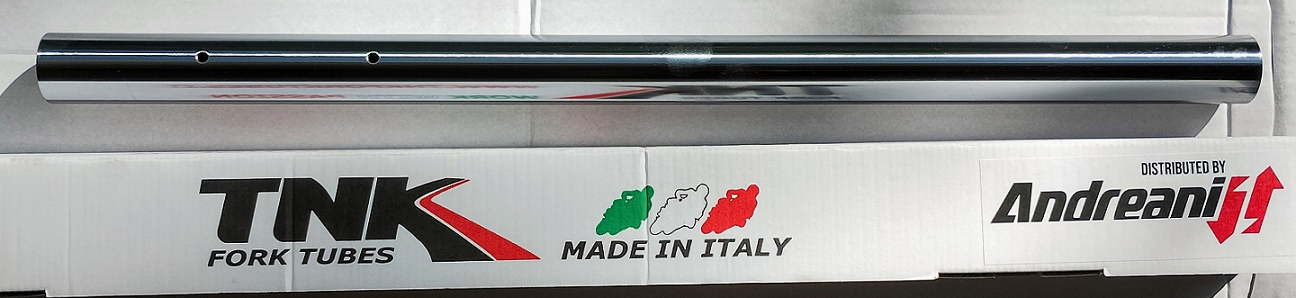 TNK
FORK TUBES
MADE IN ITALY
DISTRIBUTED BY
Andreani